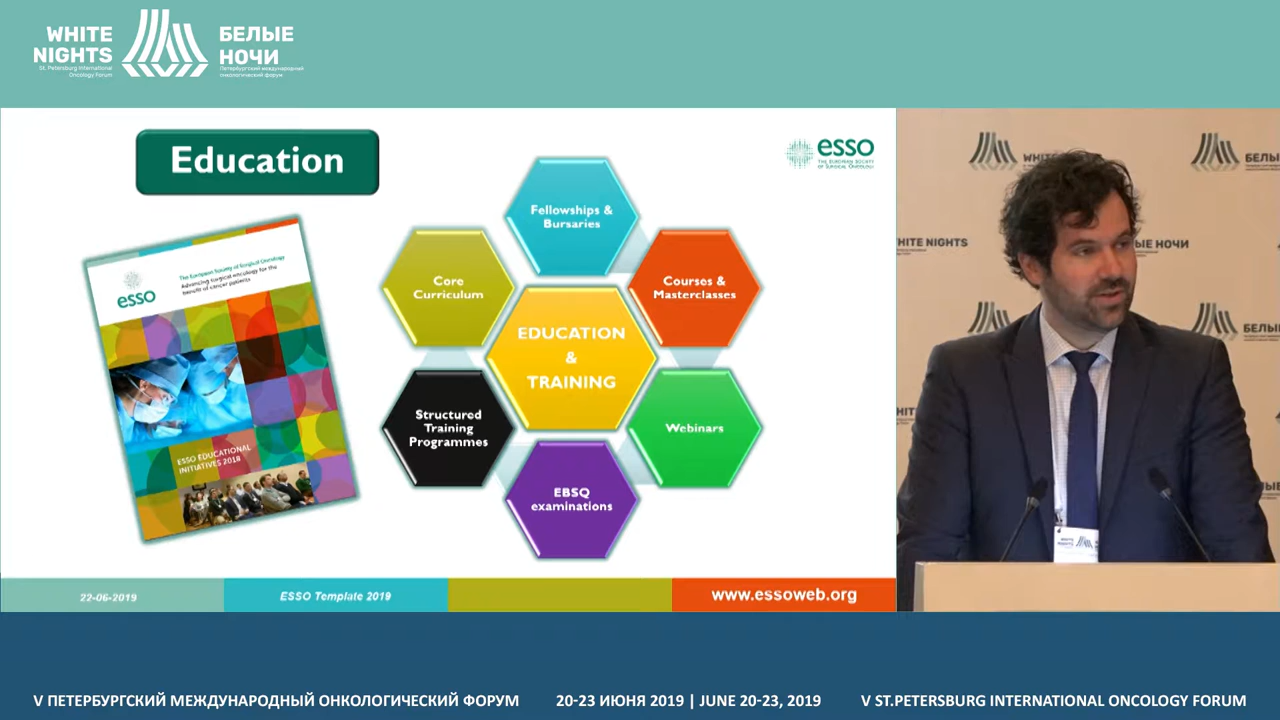 WHITE
NIGHTS
St. Petersburg International
Oncology Forum
БЕЛЫЕ
НОЧИ
Петербургский международный
онкологический форум
Education
esso
THE EUROPEAN SOCIETY
OF SURGICAL ONCOLOGY
esso
The European Society of Surgical Oncology
Advancing surgical oncology for the
benefit of cancer patients
ESSO EDUCATIONAL
INITIATIVES 2018
Fellowships &
Bursaries
Core
Curriculum
Courses &
Masterclasses
EDUCATION
&
TRAINING
Structured
Training
Programmes
Webinars
EBSQ
examinations
22-06-2019
ESSO Template 2019
www.essoweb.org
WHITE NIGHTS
БЕЛЫЕ НОЧИ
WHITE
NIGHTS
V ПЕТЕРБУРГСКИЙ МЕЖДУНАРОДНЫЙ ОНКОЛОГИЧЕСКИЙ ФОРУМ
20-23 ИЮНЯ 2019 | JUNE 20-23, 2019
V ST.PETERSBURG INTERNATIONAL ONCOLOGY FORUM